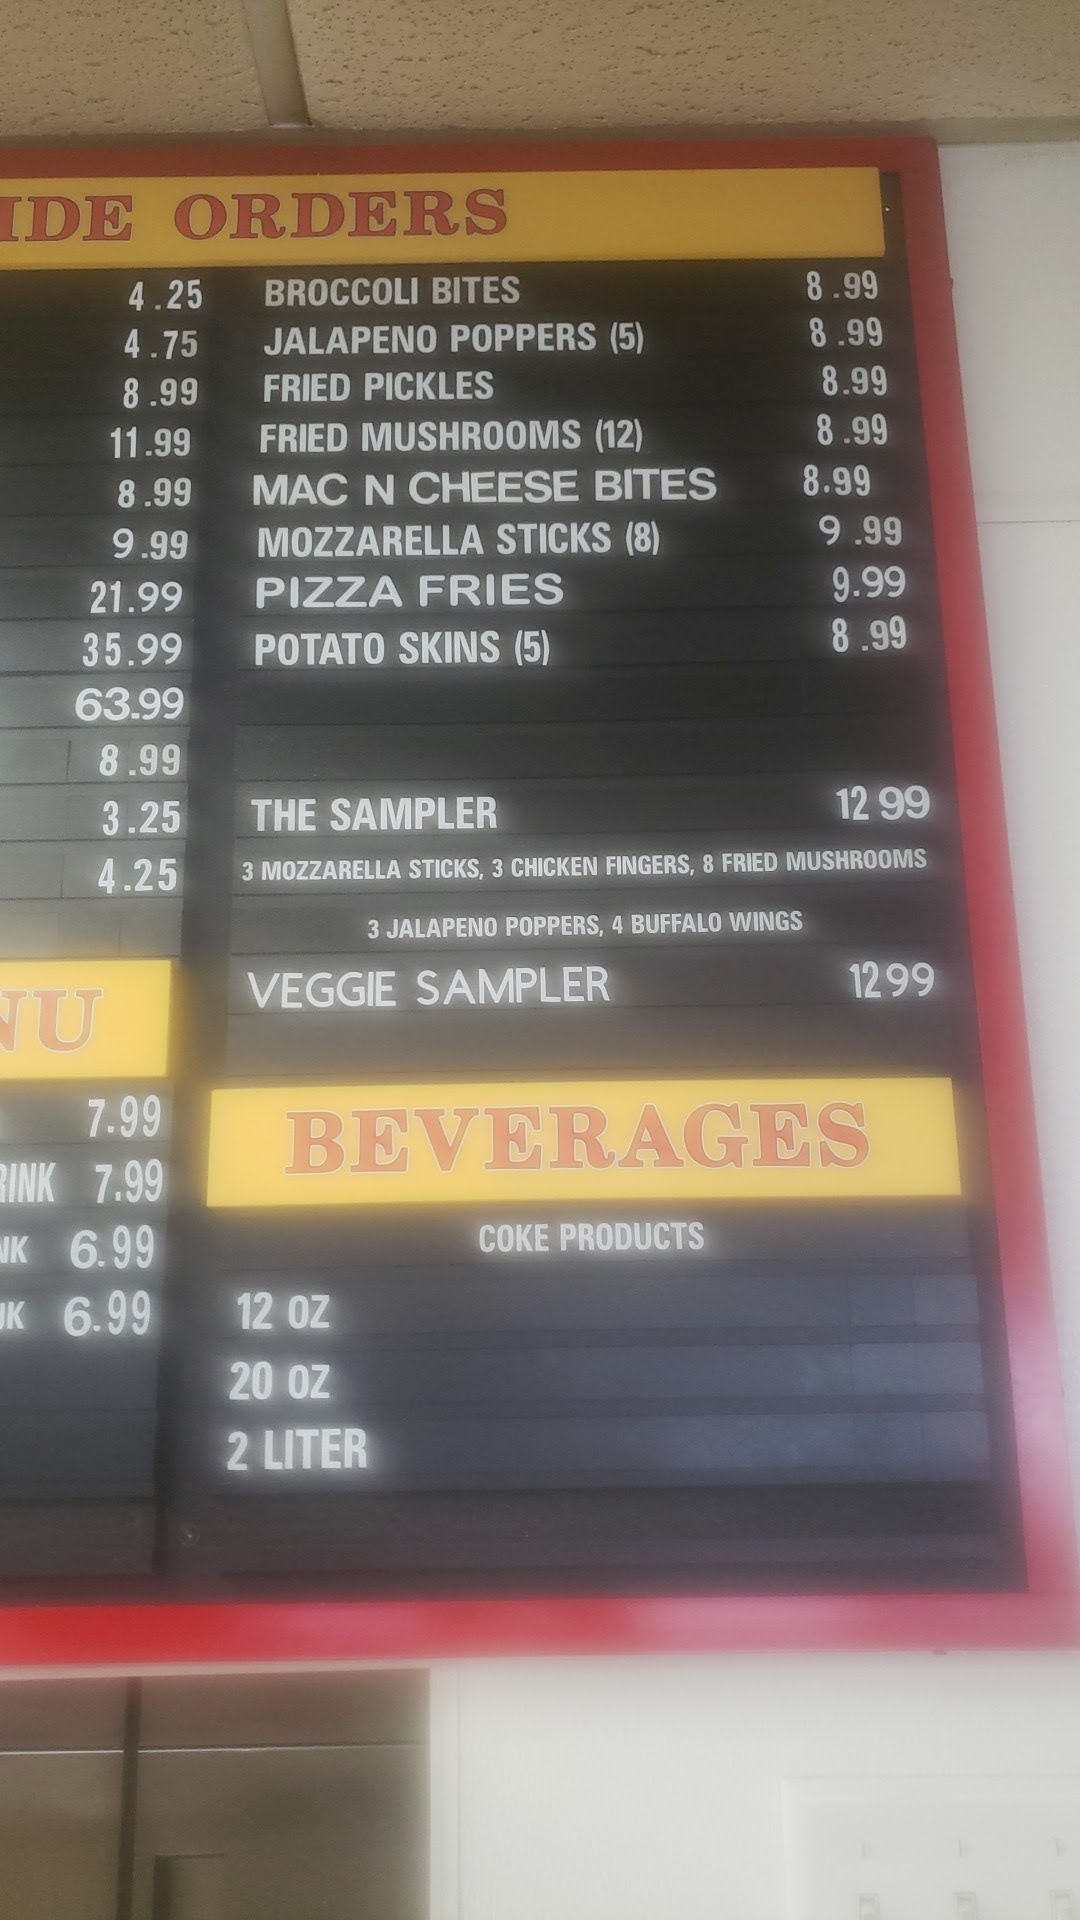 IDE ORDERS
4.25
4.75
8.99
11.99
8.99
9.99
21.99
35.99
63.99
8.99
3.25
4.25
NU
7.99
RINK 7.99
NK 6.99
6.99
BROCCOLI BITES 8.99
JALAPENO POPPERS (5) 8.99
FRIED PICKLES 8.99
FRIED MUSHROOMS (12) 8.99
MAC N CHEESE BITES 8.99
MOZZARELLA STICKS (8) 9.99
PIZZA FRIES 9.99
POTATO SKINS (5) 8.99
THE SAMPLER 12 99
3 MOZZARELLA STICKS, 3 CHICKEN FINGERS, 8 FRIED MUSHROOMS
3 JALAPENO POPPERS, 4 BUFFALO WINGS
VEGGIE SAMPLER 1299
BEVERAGES
COKE PRODUCTS
12 OZ
20 OZ
2 LITER